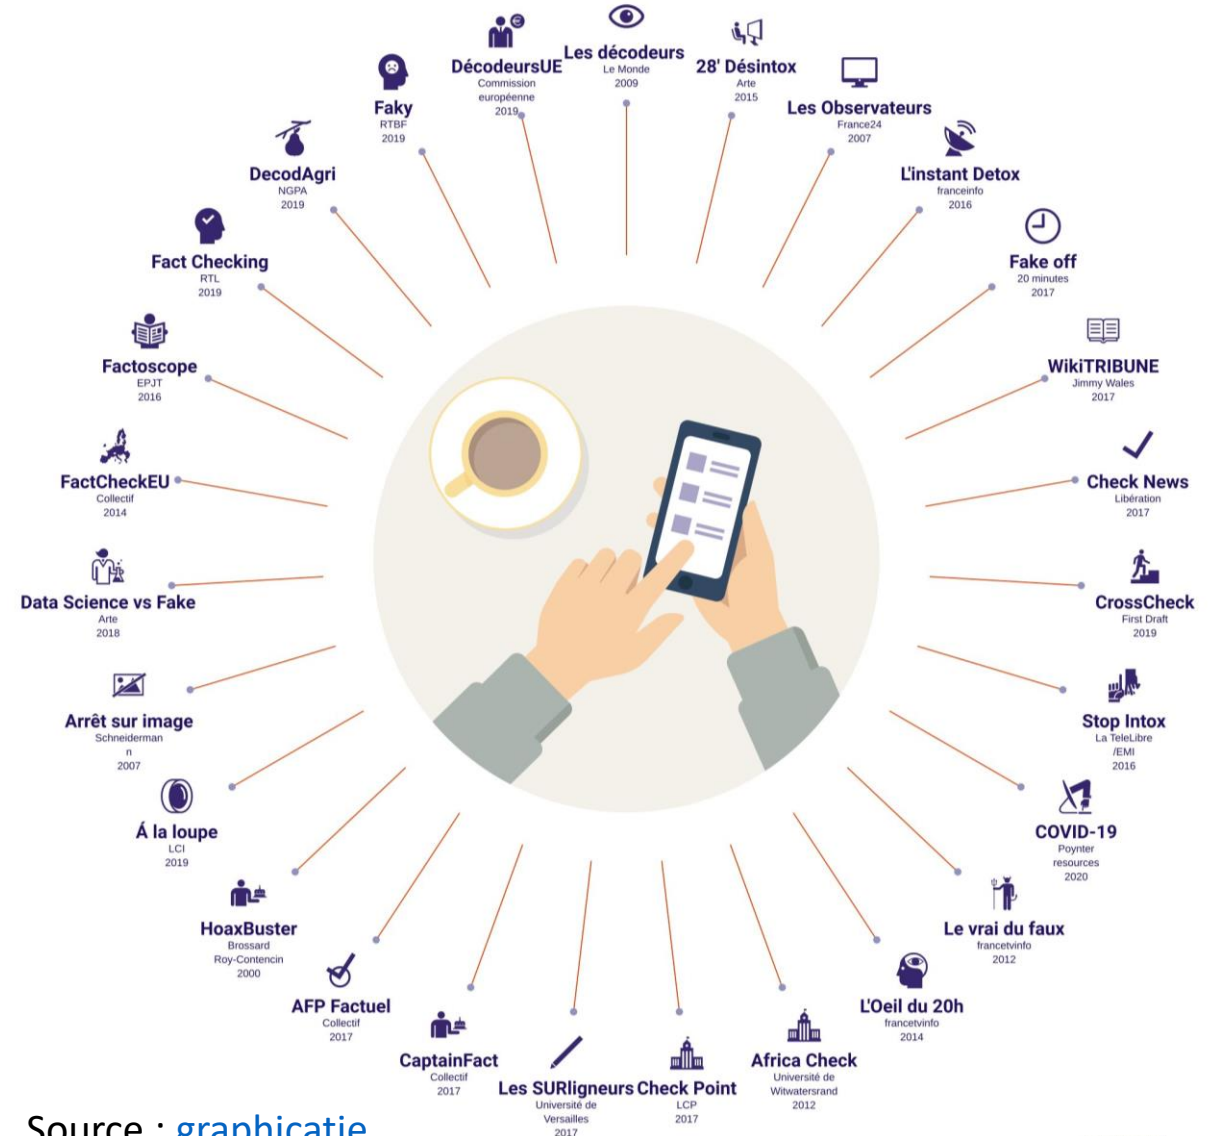 Les décodeurs
Le Monde
2009
28' Désintox
Arte
2015
Les Observateurs
France24
2007
L'instant Detox
franceinfo
2016
Fake off
20 minutes
2017
WikiTRIBUNE
Jimmy Wales
2017
Check News
Libération
2017
CrossCheck
First Draft
2019
Stop Intox
La TeleLibre
/EMI
2016
COVID-19
Poynter
resources
2020
Le vrai du faux
francetvinfo
2012
L'Oeil du 20h
francetvinfo
2014
Africa Check
Université de
Witwatersrand
2012
Check Point
LCP
2017
Les SURligneurs
Université de
Versailles
2017
CaptainFact
Collectif
2017
AFP Factuel
Collectif
2017
HoaxBuster
Brossard
Roy-Contencin
2000
Á la loupe
LCI
2019
Arrêt sur image
Schneiderman
n
2007
Data Science vs Fake
Arte
2018
FactCheckEU
Collectif
2014
Factoscope
EPJT
2016
Fact Checking
RTL
2019
DecodAgri
NGPA
2019
Faky
RTBF
2019
DécodeursUE
Commission
européenne
2019
Source : graphicatie